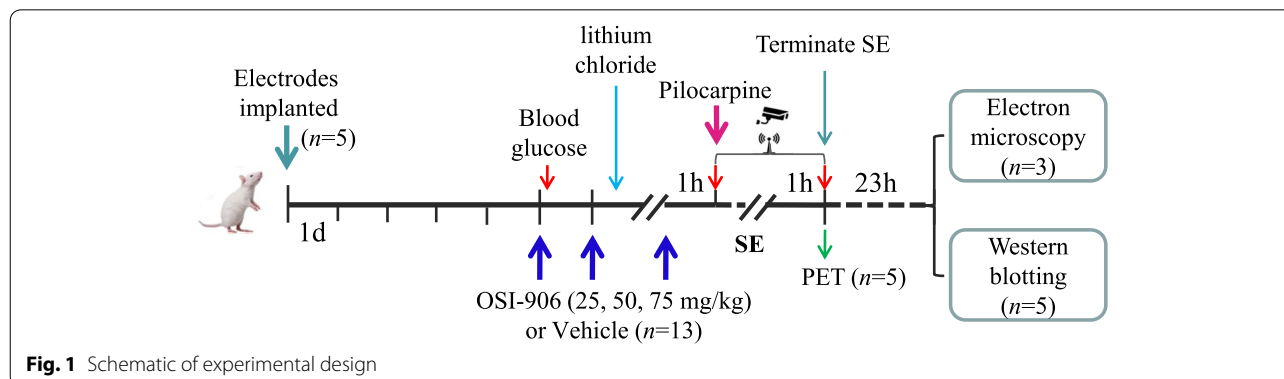 Electrodes
implanted
(n=5)
Blood
glucose
lithium
chloride
Pilocarpine
Terminate SE
1d
1h
1h
23h
SE
OSI-906 (25, 50, 75 mg/kg)
or Vehicle (n=13)
PET (n=5)
Electron
microscopy
(n=3)
Western
blotting
(n=5)
Fig. 1 Schematic of experimental design